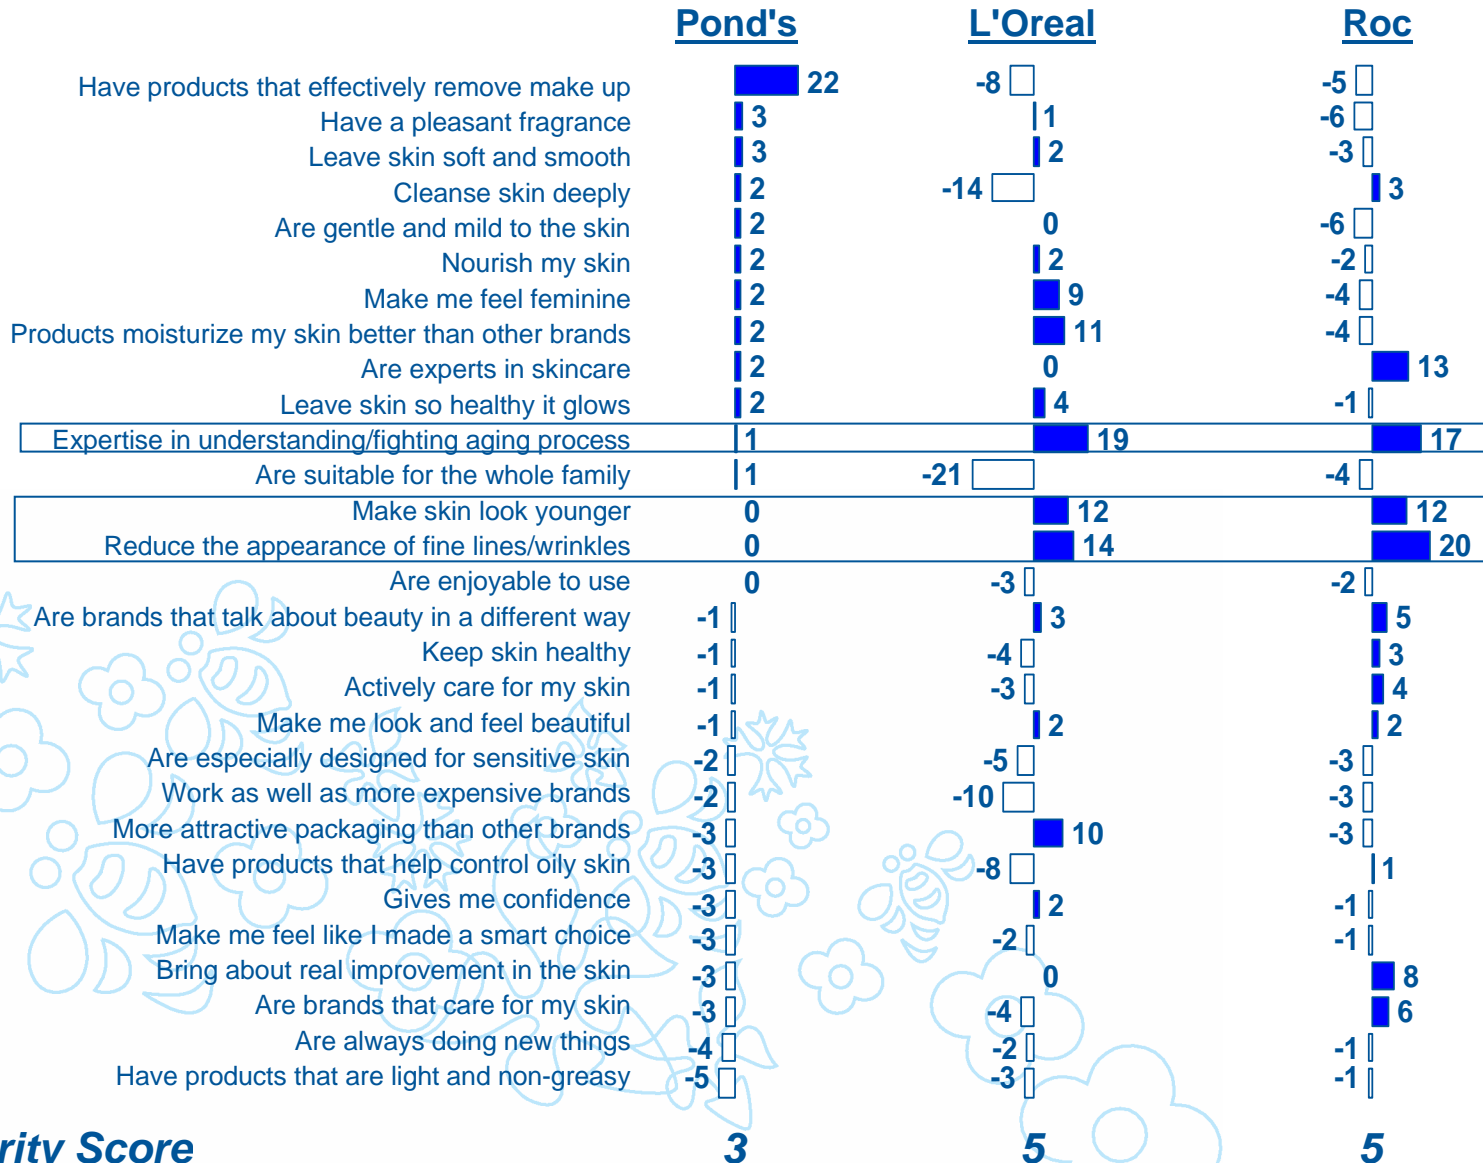 Pond's L'Oreal Roc
Have products that effectively remove make up 22 -8 -5
Have a pleasant fragrance 3 1 -6
Leave skin soft and smooth 3 2 -3
Cleanse skin deeply 2 -14 3
Are gentle and mild to the skin 2 0 -6
Nourish my skin 2 2 -2
Make me feel feminine 2 9 -4
Products moisturize my skin better than other brands 2 11 -4
Are experts in skincare 2 0 13
Leave skin so healthy it glows 2 4 -1
Expertise in understanding/fighting aging process 1 19 17
Are suitable for the whole family 1 -21 -4
Make skin look younger 0 12 12
Reduce the appearance of fine lines/wrinkles 0 14 20
Are enjoyable to use 0 -3 -2
Are brands that talk about beauty in a different way -1 3 5
Keep skin healthy -1 -4 3
Actively care for my skin -1 -3 4
Make me look and feel beautiful -1 2 2
Are especially designed for sensitive skin -2 -5 -3
Work as well as more expensive brands -2 -10 -3
More attractive packaging than other brands -3 10 -3
Have products that help control oily skin -3 -8 1
Gives me confidence -3 2 -1
Make me feel like I made a smart choice -3 -2 -1
Bring about real improvement in the skin -3 0 8
Are brands that care for my skin -3 -4 6
Are always doing new things -4 -2 -1
Have products that are light and non-greasy -5 -3 -1
rity Score 3 5 5